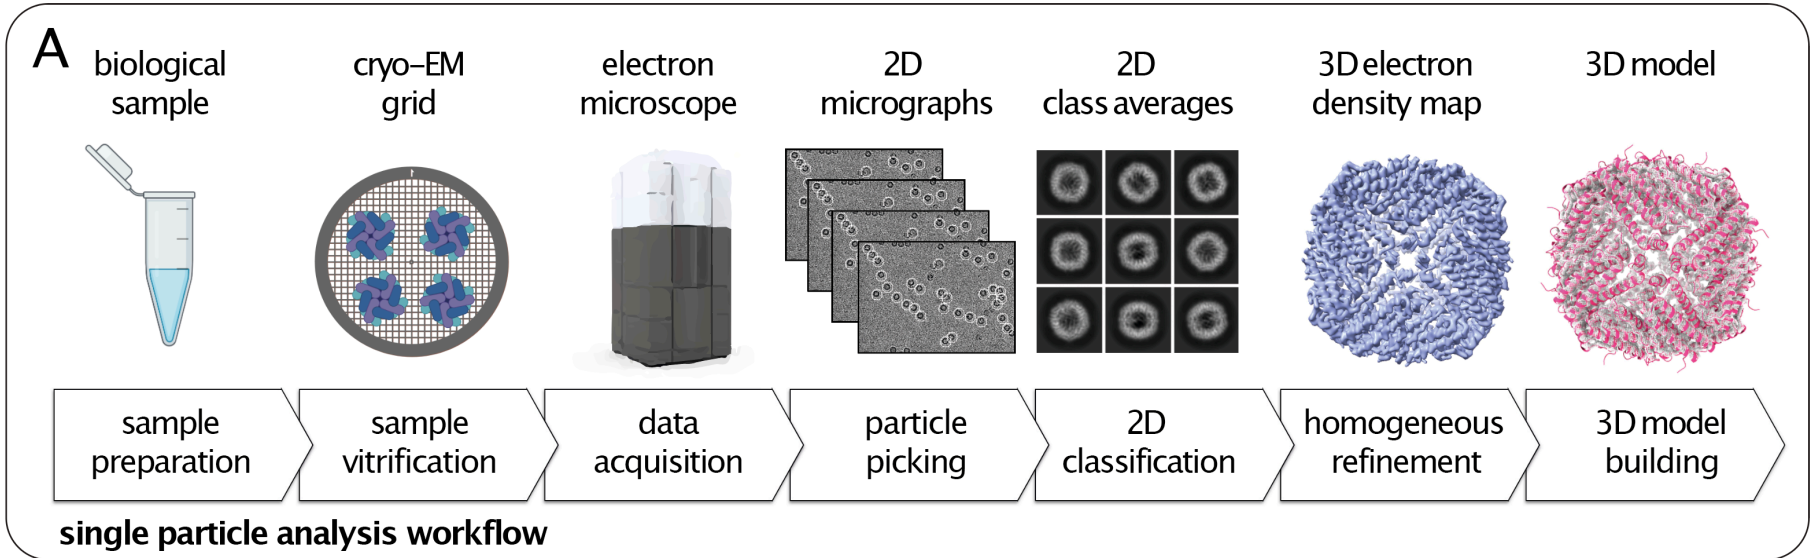 A
biological
sample
cryo–EM
grid
electron
microscope
2D
micrographs
2D
class averages
3D electron
density map
3D model
sample
preparation
sample
vitrification
data
acquisition
particle
picking
2D
classification
homogeneous
refinement
3D model
building
single particle analysis workflow